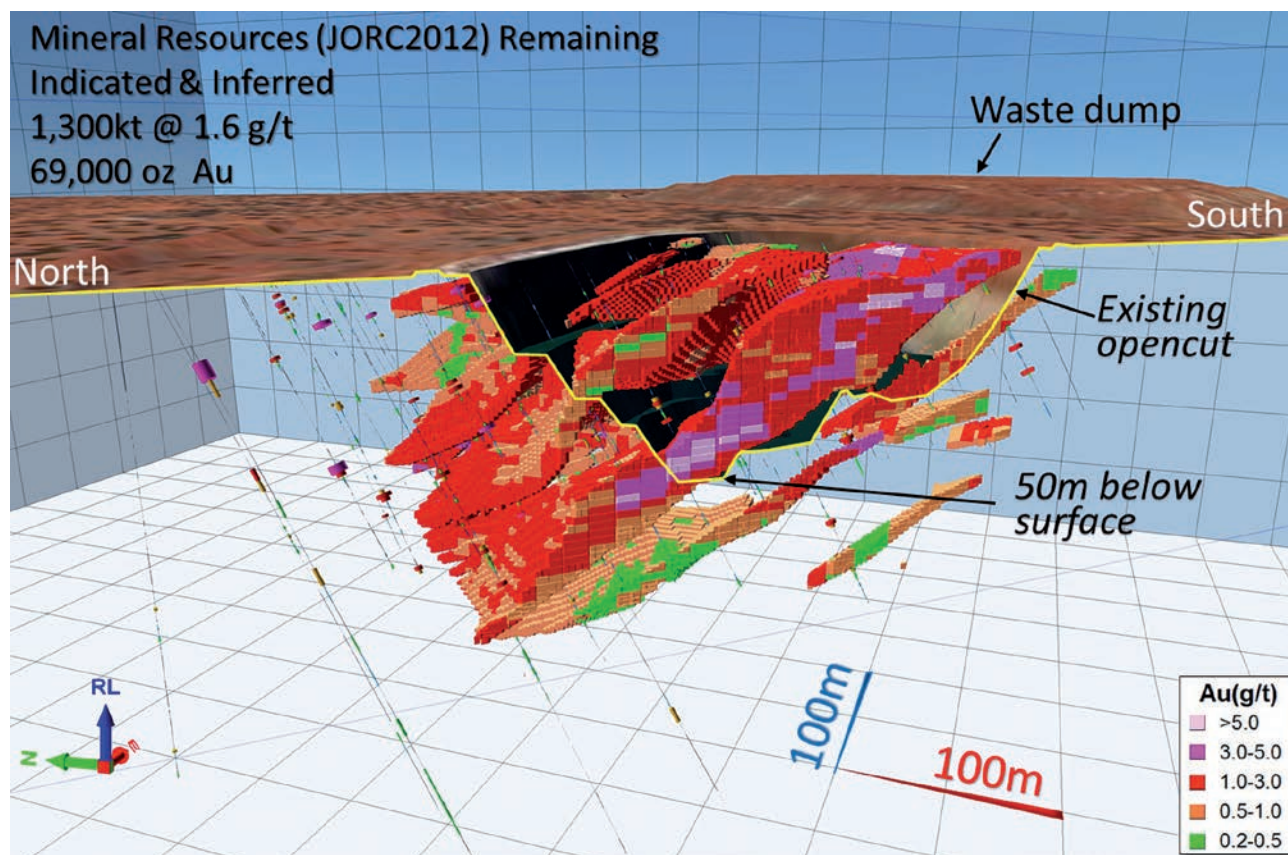 Mineral Resources (JORC2012) Remaining
Indicated & Inferred
1,300kt @ 1.6 g/t
69,000 oz Au
Waste dump
South
North
Existing
opencut
50m below
surface
RL
N
E
100m
100m
Au(g/t)
>5.0
3.0-5.0
1.0-3.0
0.5-1.0
0.2-0.5